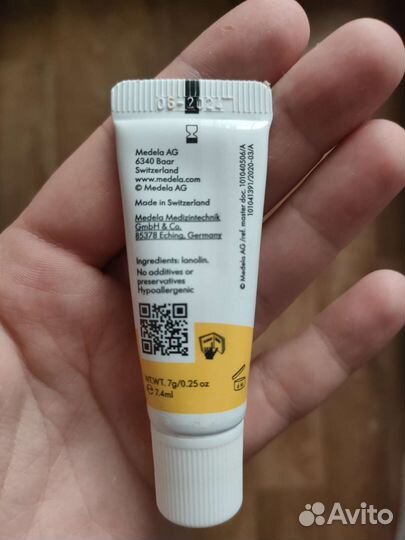 06-2024
Medela AG
6340 Baar
Switzerland
www.medela.com
© Medela AG
Made in Switzerland
Medela Medizintechnik
GmbH & Co.
85378 Eching, Germany
Ingredients: lanolin.
No additives or
preservatives
Hypoallergenic
NT.WT. 7g/0.25 oz
℮ 7.4ml
© Medela AG /ref. master doc. 101040506/A
101041391/2020-03/A
Avito